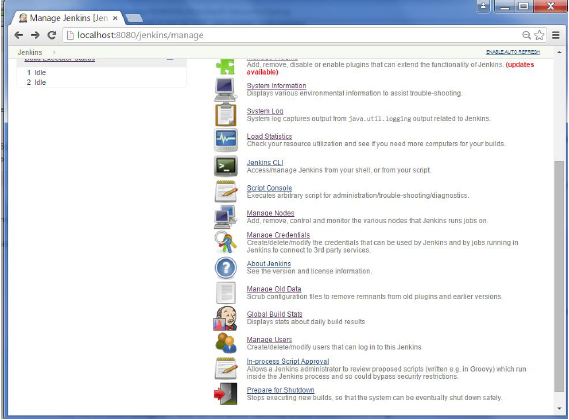 Manage Jenkins [Jen
localhost:8080/jenkins/manage
Jenkins
ENABLE AUTO REFRESH
1 Idle
2 Idle
Add, remove, disable or enable plugins that can extend the functionality of Jenkins. (updates
available)
System Information
Displays various environmental information to assist trouble-shooting.
System Log
System log captures output from java.util.logging output related to Jenkins.
Load Statistics
Check your resource utilization and see if you need more computers for your builds.
Jenkins CLI
Access/manage Jenkins from your shell, or from your script.
Script Console
Executes arbitrary script for administration/trouble-shooting/diagnostics.
Manage Nodes
Add, remove, control and monitor the various nodes that Jenkins runs jobs on.
Manage Credentials
Create/delete/modify the credentials that can be used by Jenkins and by jobs running in
Jenkins to connect to 3rd party services.
About Jenkins
See the version and license information.
Manage Old Data
Scrub configuration files to remove remnants from old plugins and earlier versions.
Global Build Stats
Displays stats about daily build results
Manage Users
Create/delete/modify users that can log in to this Jenkins
In-process Script Approval
Allows a Jenkins administrator to review proposed scripts (written e.g. in Groovy) which run
inside the Jenkins process and so could bypass security restrictions.
Prepare for Shutdown
Stops executing new builds, so that the system can be eventually shut down safely.